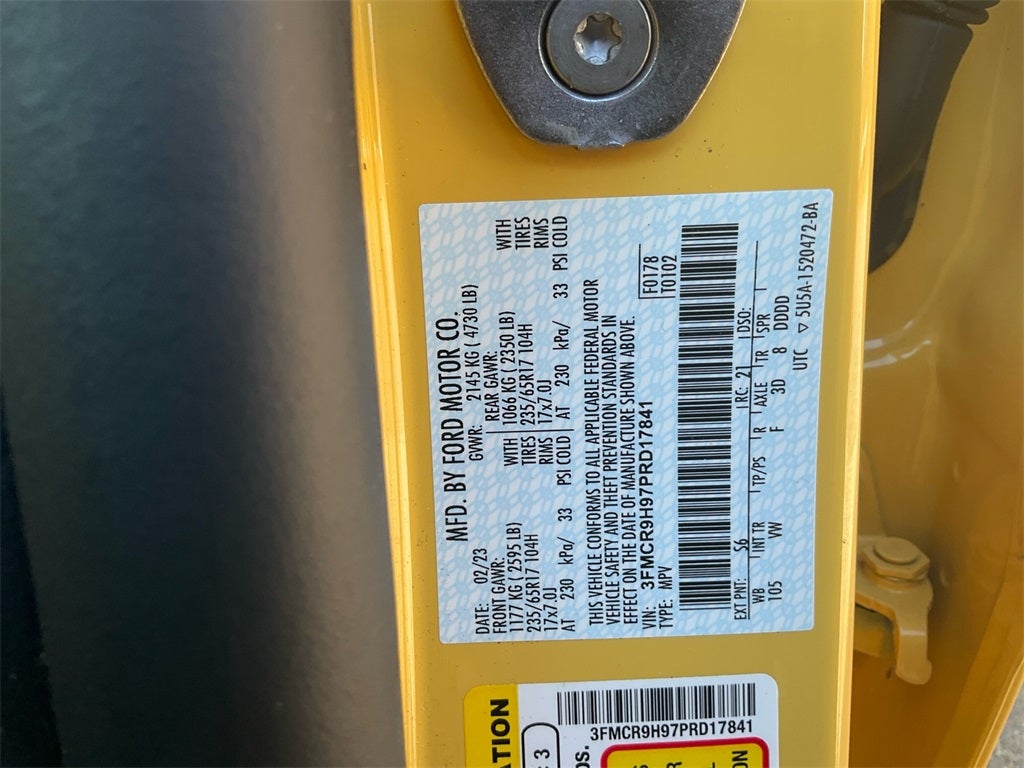 MFD. BY FORD MOTOR CO.
DATE: 02/23 GVWR: 2145 KG ( 4730 LB)
FRONT GAWR: REAR GAWR:
1177 KG ( 2595 LB) WITH 1066 KG ( 2350 LB) WITH
235/65R17 104H TIRES 235/65R17 104H TIRES
17x7.0J RIMS 17x7.0J RIMS
AT 230 kPa/ 33 PSI COLD AT 230 kPa/ 33 PSI COLD
THIS VEHICLE CONFORMS TO ALL APPLICABLE FEDERAL MOTOR
VEHICLE SAFETY AND THEFT PREVENTION STANDARDS IN
EFFECT ON THE DATE OF MANUFACTURE SHOWN ABOVE.
VIN: 3FMCR9H97PRD17841 F0178
TYPE: MPV T0102
EXT PNT: S6 RC: 21 DSO:
WB INT TR TP/PS R AXLE TR SPR
105 VW F 3D 8 DDDD
UTC ▽ 5U5A-1520472-BA
3FMCR9H97PRD17841